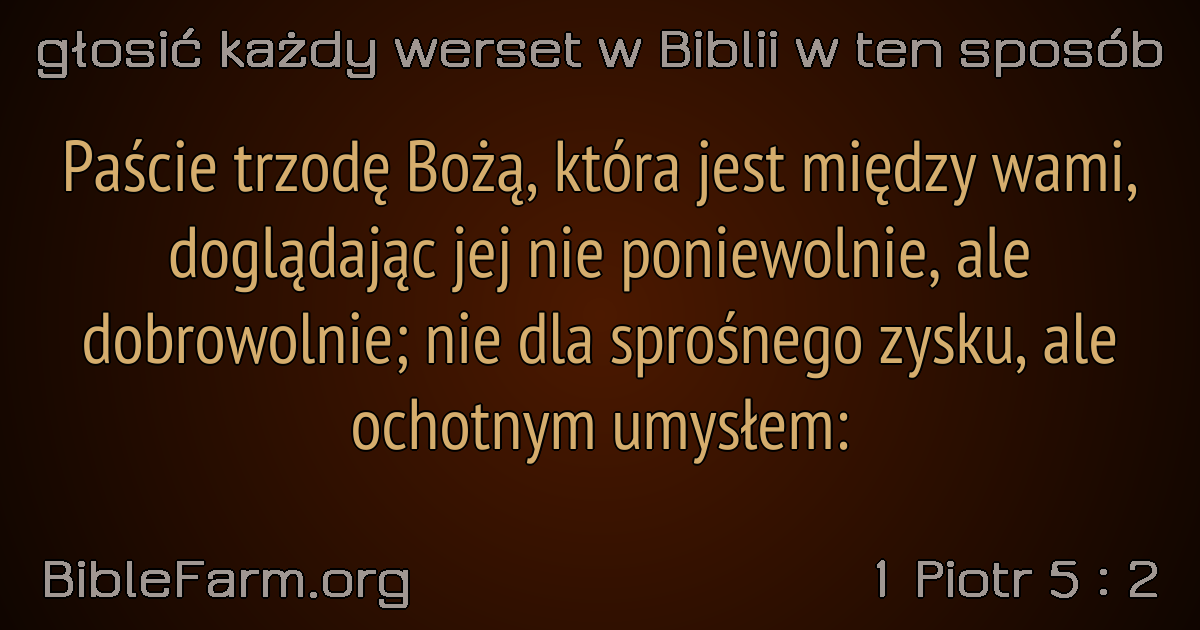 głosić każdy werset w Biblii w ten sposób
Paście trzodę Bożą, która jest między wami,
doglądając jej nie poniewolnie, ale
dobrowolnie; nie dla sprośnego zysku, ale
ochotnym umysłem:
BibleFarm.org
1 Piotr 5 : 2